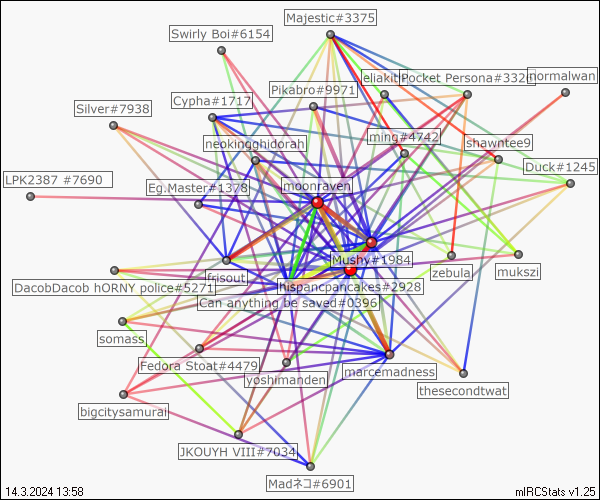 Majestic#3375
Swirly Boi#6154
eliakit
Pocket Persona#3326
normalwan
Pikabro#9971
Cypha#1717
Silver#7938
ming#4742
shawntee9
neokingghidorah
Duck#1245
LPK2387 #7690
Eg.Master#1378
moonraven
Mushy#1984
frisout
zebula
mukszi
DacobDacob hORNY police#5271
hispancpancakes#2928
Can anything be saved#0396
somass
Fedora Stoat#4479
marcemadness
yoshimanden
thesecondtwat
bigcitysamurai
JKOUYH VIII#7034
Madネコ#6901
14.3.2024 13:58
mIRCStats v1.25